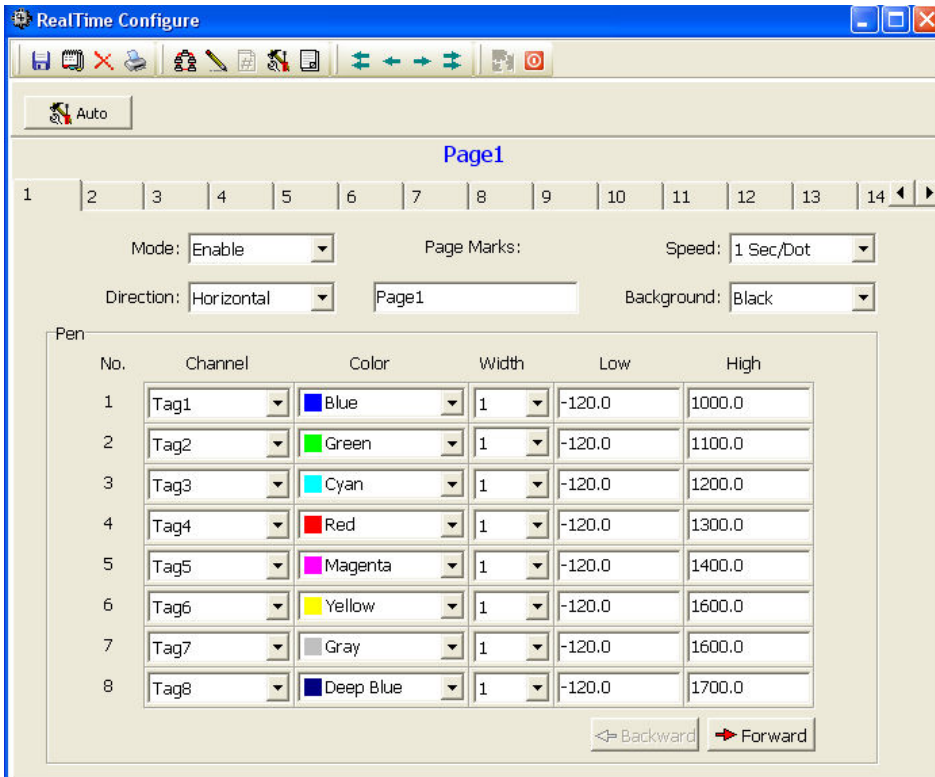 RealTime Configure
Auto
Page1
1 2 3 4 5 6 7 8 9 10 11 12 13 14
Mode: Enable Page Marks: Speed: 1 Sec/Dot
Direction: Horizontal Page1 Background: Black
Pen
No. Channel Color Width Low High
1 Tag1 Blue 1 -120.0 1000.0
2 Tag2 Green 1 -120.0 1100.0
3 Tag3 Cyan 1 -120.0 1200.0
4 Tag4 Red 1 -120.0 1300.0
5 Tag5 Magenta 1 -120.0 1400.0
6 Tag6 Yellow 1 -120.0 1600.0
7 Tag7 Gray 1 -120.0 1600.0
8 Tag8 Deep Blue 1 -120.0 1700.0
Backward Forward